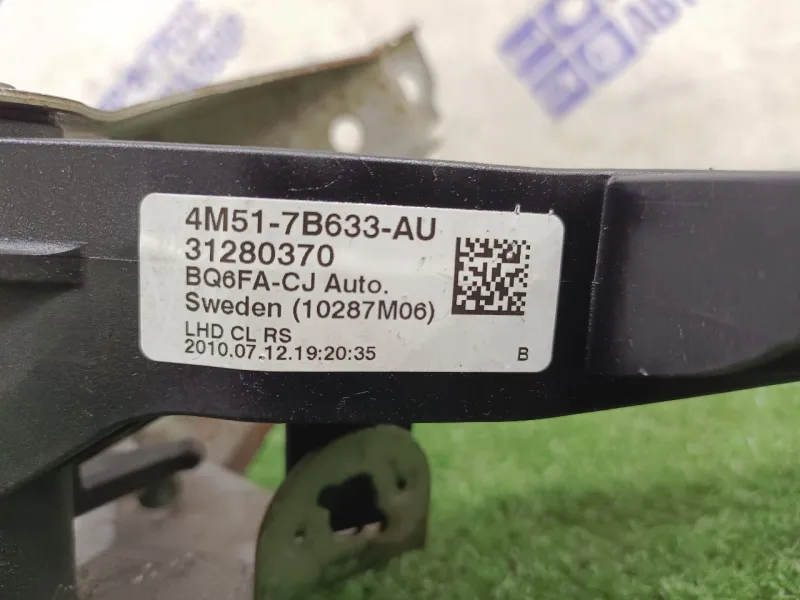 4M51-7B633-AU
31280370
BQ6FA-CJ Auto.
Sweden (10287M06)
LHD CL RS
2010.07.12.19:20:35
B